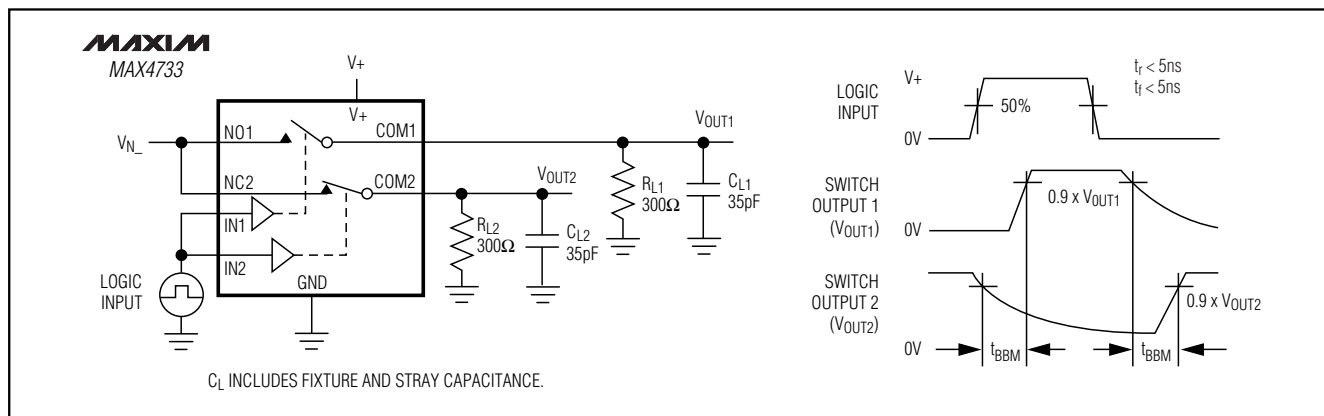 MAXIM
MAX4733
V+
V+
NO1
COM1
VOUT1
VN_
NC2
COM2
VOUT2
IN1
IN2
RL1
300Ω
CL1
35pF
RL2
300Ω
CL2
35pF
LOGIC
INPUT
GND
CL INCLUDES FIXTURE AND STRAY CAPACITANCE.
LOGIC
INPUT
V+
0V
50%
tr < 5ns
tf < 5ns
SWITCH
OUTPUT 1
(VOUT1)
0V
0.9 x VOUT1
SWITCH
OUTPUT 2
(VOUT2)
0V
0.9 x VOUT2
tBBM
tBBM